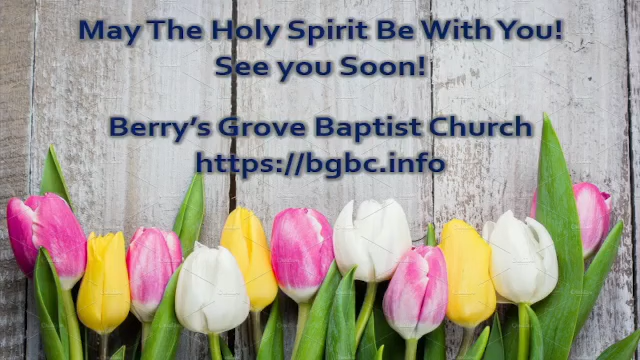 May The Holy Spirit Be With You!
See you Soon!
Berry's Grove Baptist Church
https://bgbc.info